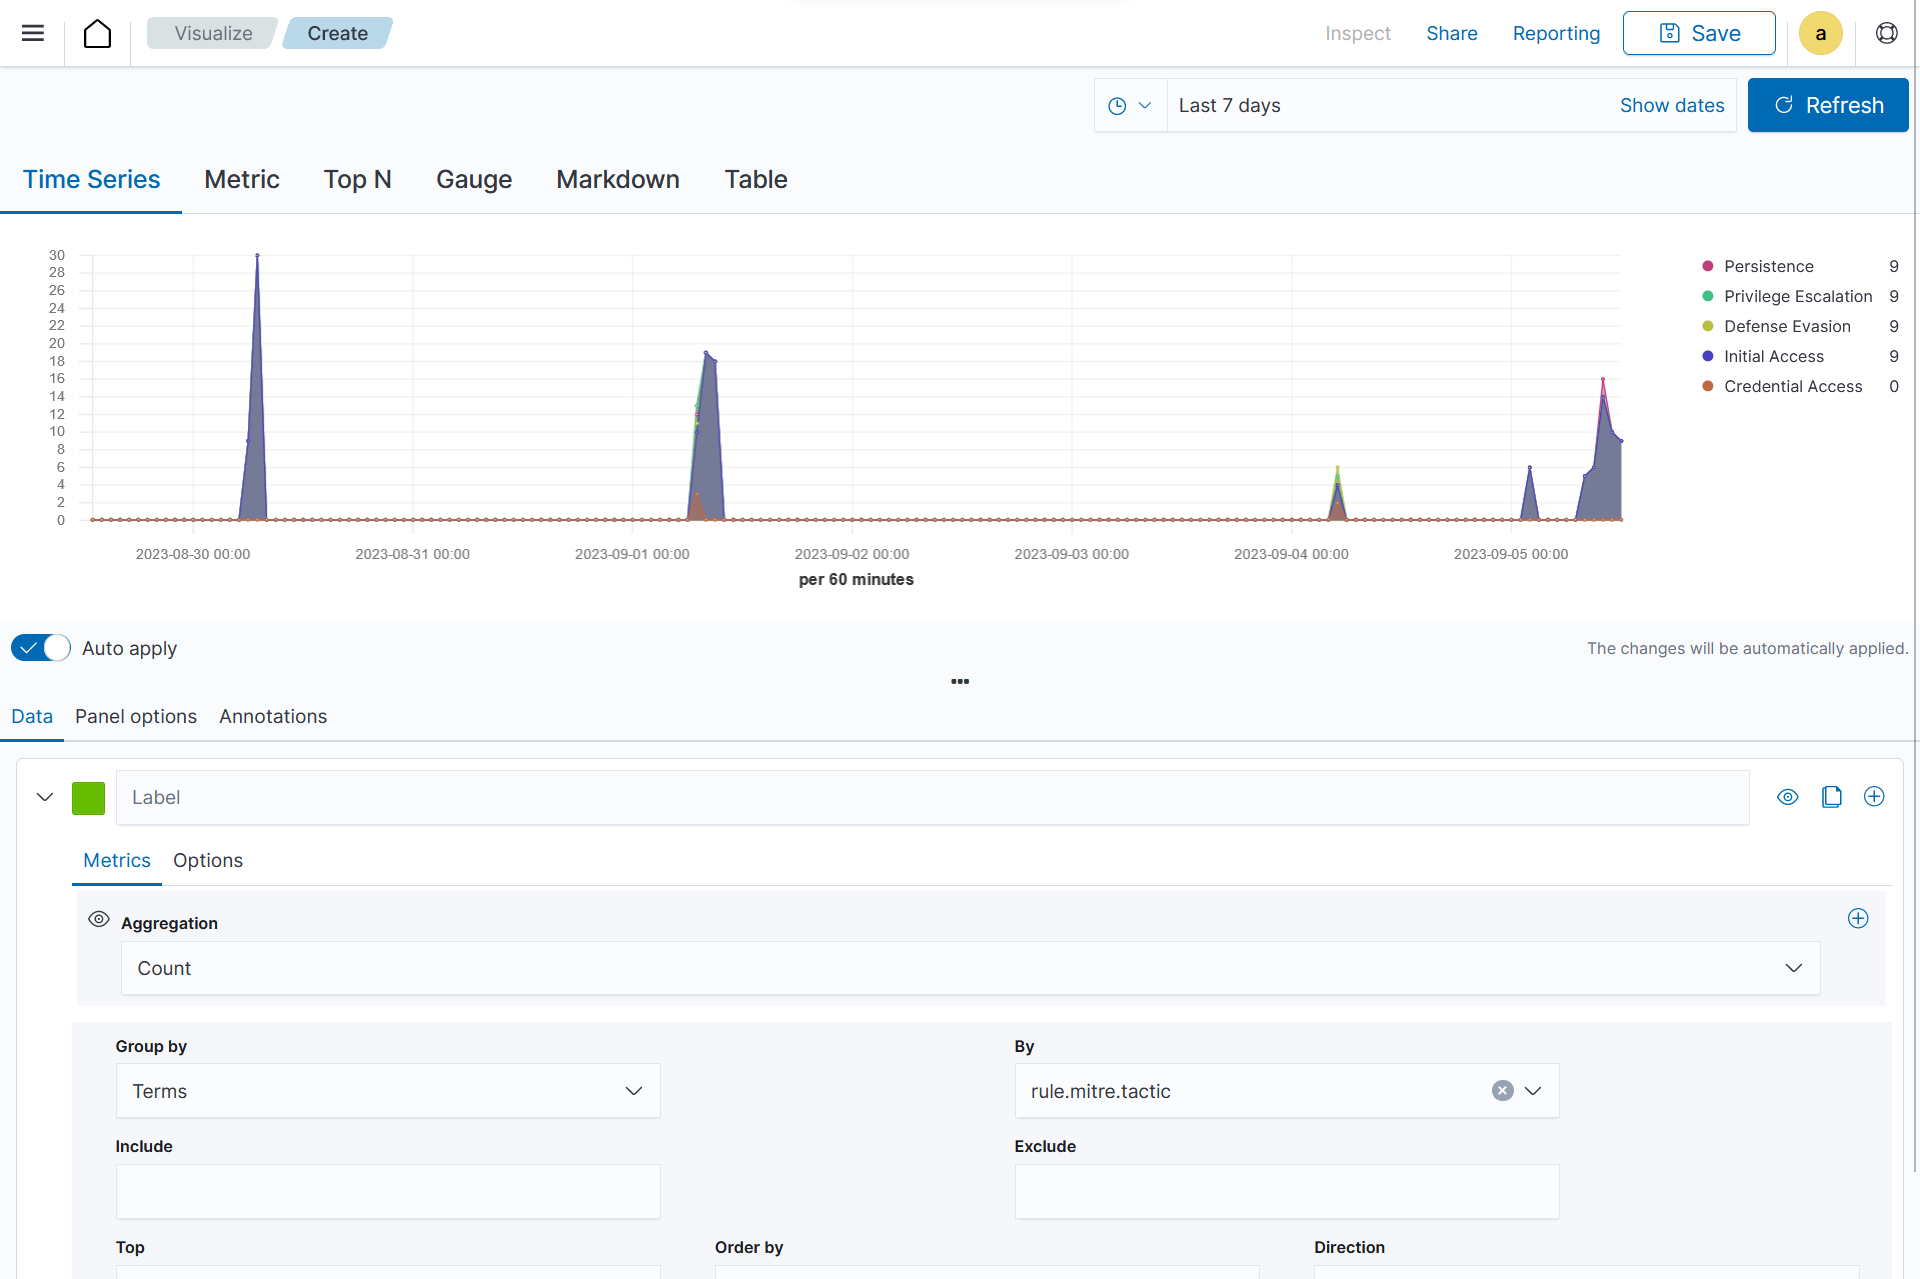 Visualize Create Inspect Share Reporting Save a
Last 7 days Show dates Refresh
Time Series Metric Top N Gauge Markdown Table
30
28
26
24
22
20
18
16
14
12
10
8
6
4
2
0
2023-08-30 00:00 2023-08-31 00:00 2023-09-01 00:00 2023-09-02 00:00 2023-09-03 00:00 2023-09-04 00:00 2023-09-05 00:00
per 60 minutes
Persistence 9
Privilege Escalation 9
Defense Evasion 9
Initial Access 9
Credential Access 0
Auto apply The changes will be automatically applied.
Data Panel options Annotations
Label
Metrics Options
Aggregation
Count
Group by By
Terms rule.mitre.tactic
Include Exclude
Top Order by Direction